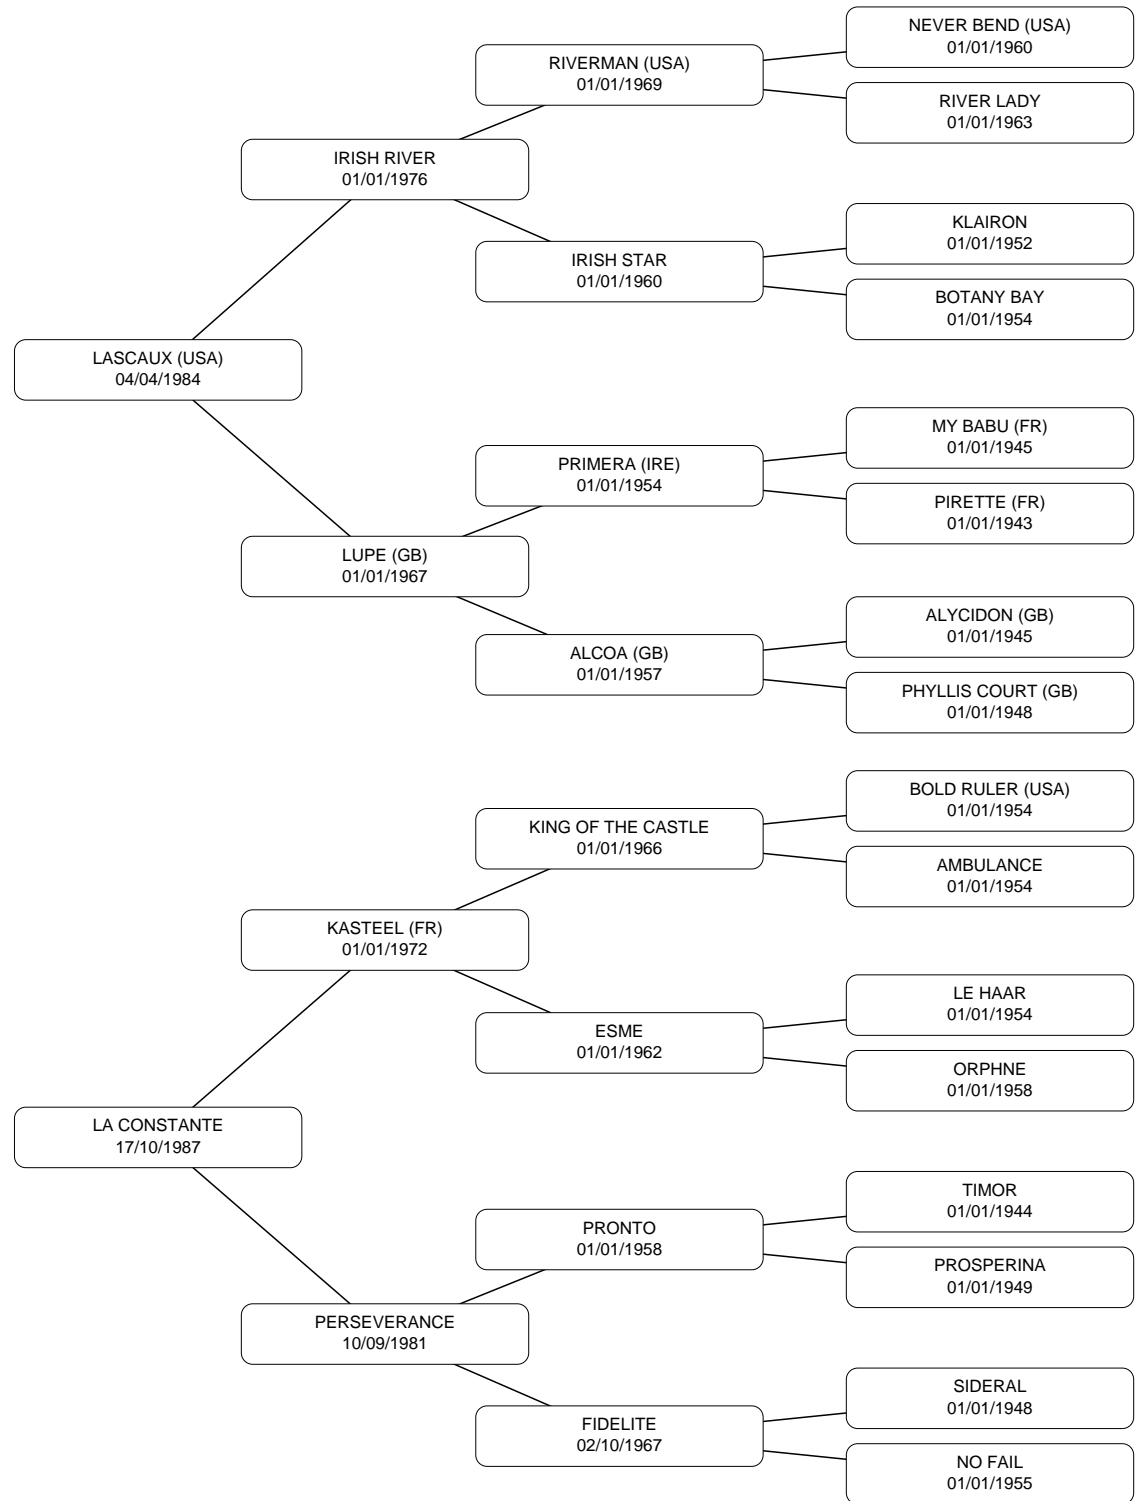 NEVER BEND (USA)
01/01/1960
RIVERMAN (USA)
01/01/1969
RIVER LADY
01/01/1963
IRISH RIVER
01/01/1976
KLAIRON
01/01/1952
IRISH STAR
01/01/1960
BOTANY BAY
01/01/1954
LASCAUX (USA)
04/04/1984
MY BABU (FR)
01/01/1945
PRIMERA (IRE)
01/01/1954
PIRETTE (FR)
01/01/1943
LUPE (GB)
01/01/1967
ALYCIDON (GB)
01/01/1945
ALCOA (GB)
01/01/1957
PHYLLIS COURT (GB)
01/01/1948
BOLD RULER (USA)
01/01/1954
KING OF THE CASTLE
01/01/1966
AMBULANCE
01/01/1954
KASTEEL (FR)
01/01/1972
LE HAAR
01/01/1954
ESME
01/01/1962
ORPHNE
01/01/1958
LA CONSTANTE
17/10/1987
TIMOR
01/01/1944
PRONTO
01/01/1958
PROSPERINA
01/01/1949
PERSEVERANCE
10/09/1981
SIDERAL
01/01/1948
FIDELITE
02/10/1967
NO FAIL
01/01/1955